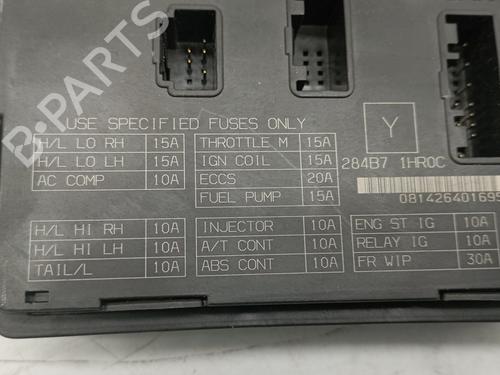 B-PARTS
USE SPECIFIED FUSES ONLY
H/L LO RH 15A
H/L LO LH 15A
AC COMP 10A
THROTTLE M 15A
IGN COIL 15A
ECCS 20A
FUEL PUMP 15A
Y
284B7 1HR0C
081426401695
H/L HI RH 10A
H/L HI LH 10A
TAIL/L 10A
INJECTOR 10A
A/T CONT 10A
ABS CONT 10A
ENG ST IG 10A
RELAY IG 10A
FR WIP 30A